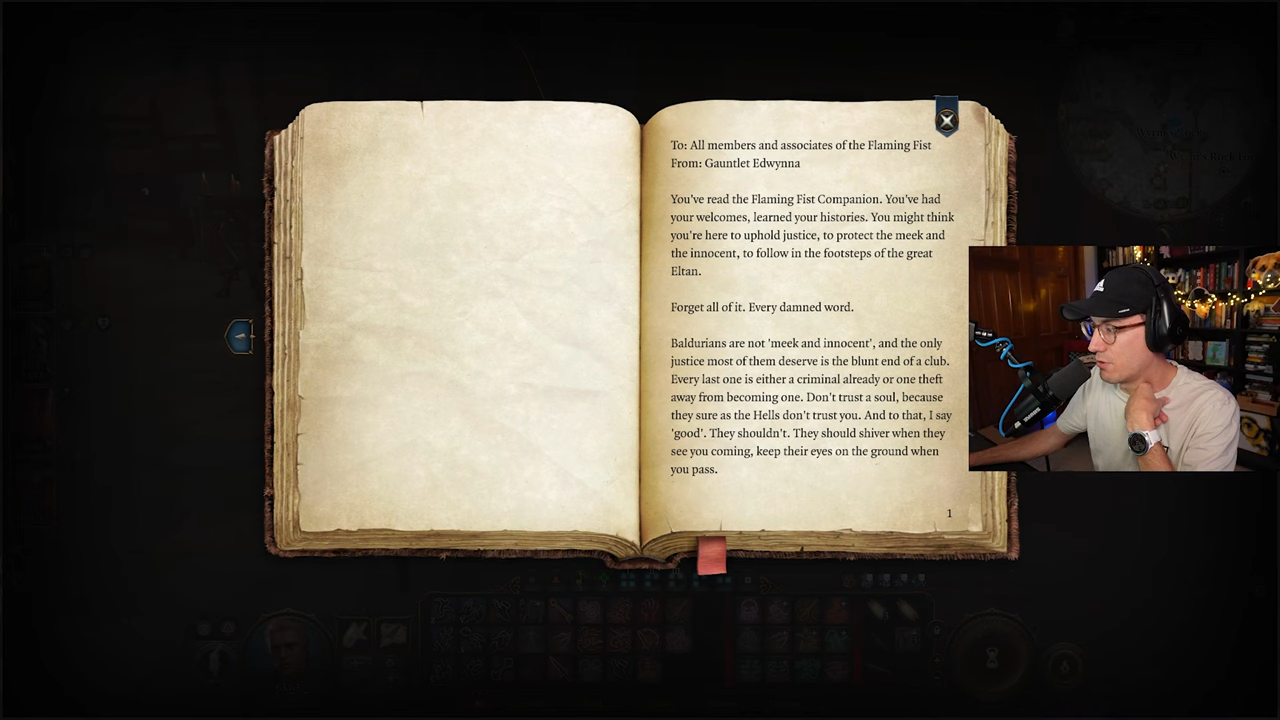 To: All members and associates of the Flaming Fist
From: Gauntlet Edwynna
You've read the Flaming Fist Companion. You've had
your welcomes, learned your histories. You might think
you're here to uphold justice, to protect the meek and
the innocent, to follow in the footsteps of the great
Eltan.
Forget all of it. Every damned word.
Baldurians are not 'meek and innocent', and the only
justice most of them deserve is the blunt end of a club.
Every last one is either a criminal already or one theft
away from becoming one. Don't trust a soul, because
they sure as the Hells don't trust you. And to that, I say
'good'. They shouldn't. They should shiver when they
see you coming, keep their eyes on the ground when
you pass.
1